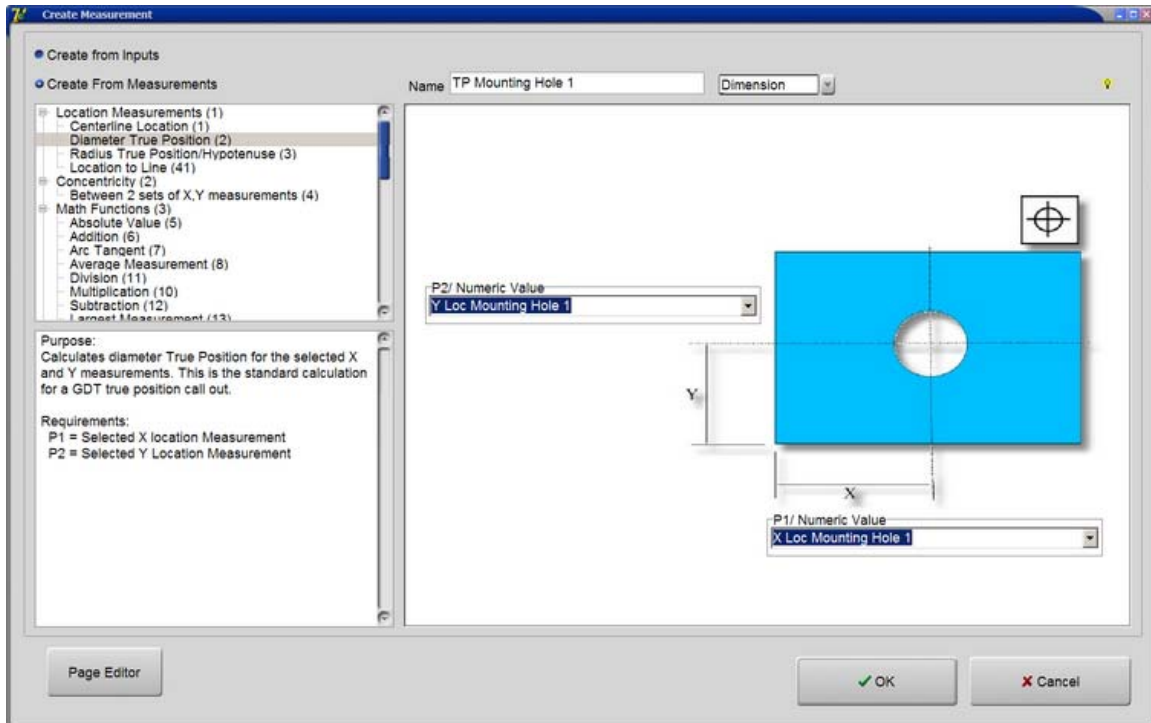 Create Measurement
Create from Inputs
Create From Measurements
Name TP Mounting Hole 1 Dimension
Location Measurements (1)
Centerline Location (1)
Diameter True Position (2)
Radius True Position/Hypotenuse (3)
Location to Line (41)
Concentricity (2)
Between 2 sets of X,Y measurements (4)
Math Functions (3)
Absolute Value (5)
Addition (6)
Arc Tangent (7)
Average Measurement (8)
Division (11)
Multiplication (10)
Subtraction (12)
Largest Measurement (13)
Purpose:
Calculates diameter True Position for the selected X
and Y measurements. This is the standard calculation
for a GDT true position call out.
Requirements:
P1 = Selected X location Measurement
P2 = Selected Y Location Measurement
P2/ Numeric Value
Y Loc Mounting Hole 1
Y
X
P1/ Numeric Value
X Loc Mounting Hole 1
Page Editor
OK
Cancel